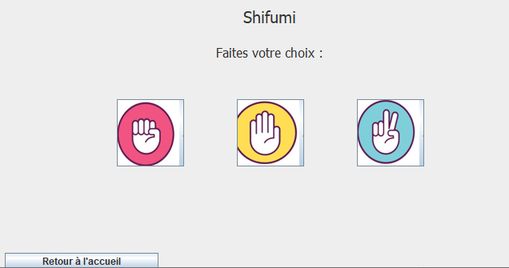 Shifumi
Faites votre choix :
Retour à l'accueil